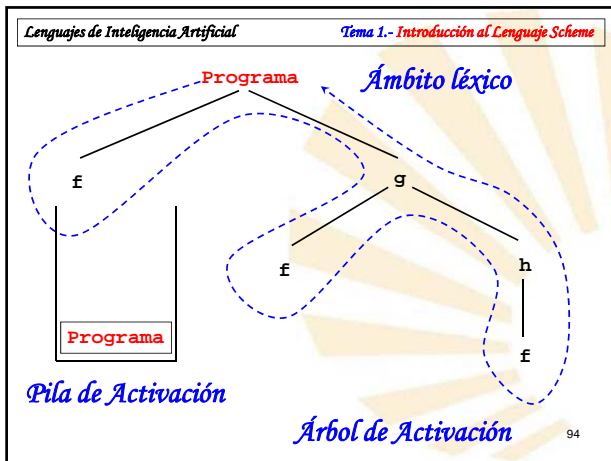 Lenguajes de Inteligencia Artificial Tema 1.- Introducción al Lenguaje Scheme
Programa
Ámbito léxico
f
g
f
h
Programa
f
Pila de Activación
Árbol de Activación
94